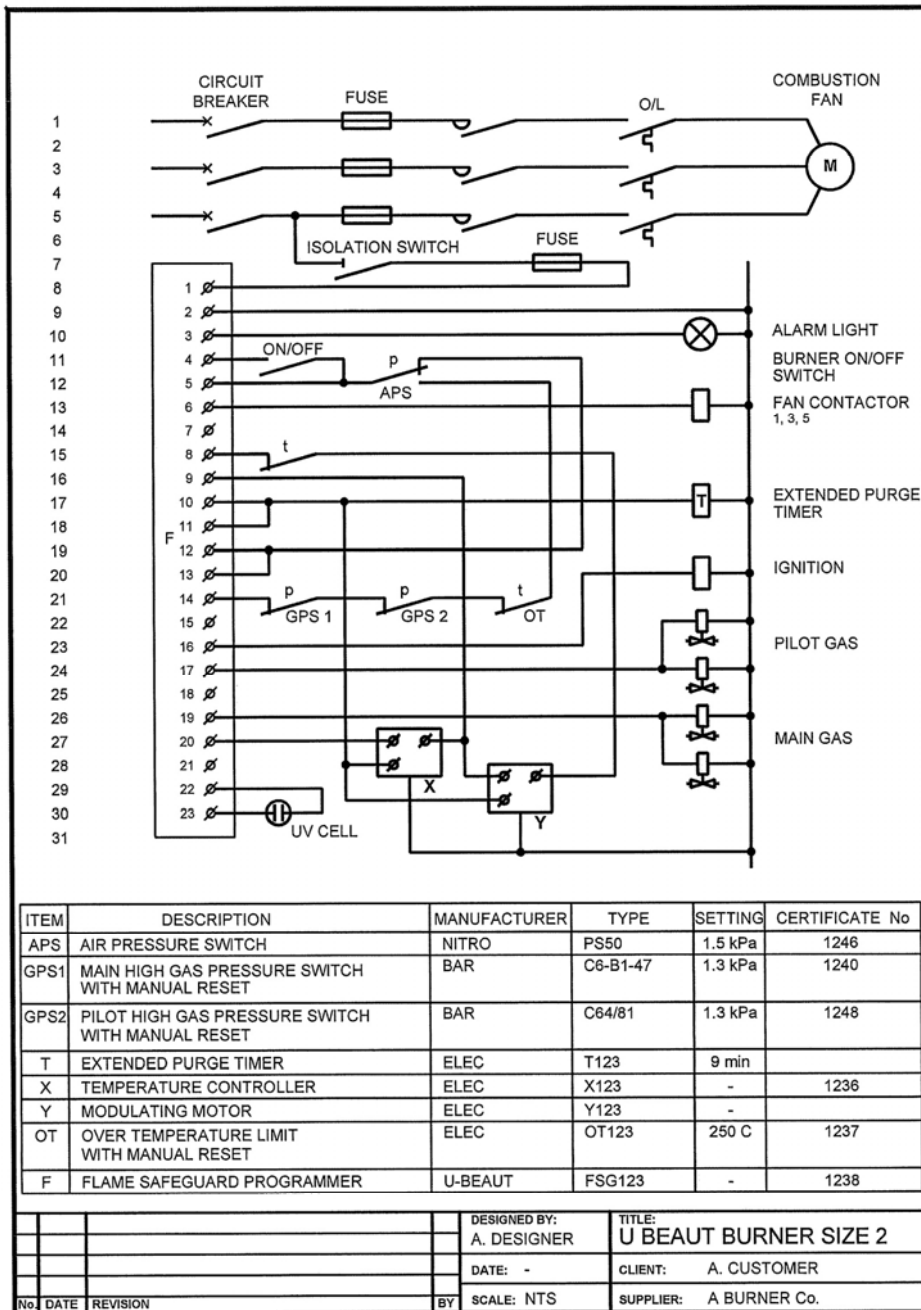 CIRCUIT
BREAKER
FUSE
O/L
COMBUSTION
FAN
1
2
3
M
4
5
6
ISOLATION SWITCH
FUSE
7
8
1
9
2
10
3
ALARM LIGHT
11
4
ON/OFF
p
BURNER ON/OFF
SWITCH
12
5
APS
13
6
FAN CONTACTOR
1, 3, 5
14
7
15
8
t
16
9
17
10
T
EXTENDED PURGE
TIMER
18
11
F
19
12
20
13
IGNITION
21
14
p
p
t
GPS 1
GPS 2
OT
22
15
23
16
PILOT GAS
24
17
25
18
26
19
27
20
MAIN GAS
28
21
X
29
22
30
23
UV CELL
Y
31
ITEM DESCRIPTION MANUFACTURER TYPE SETTING CERTIFICATE No
APS AIR PRESSURE SWITCH NITRO PS50 1.5 kPa 1246
GPS1 MAIN HIGH GAS PRESSURE SWITCH BAR C6-B1-47 1.3 kPa 1240
WITH MANUAL RESET
GPS2 PILOT HIGH GAS PRESSURE SWITCH BAR C64/81 1.3 kPa 1248
WITH MANUAL RESET
T EXTENDED PURGE TIMER ELEC T123 9 min
X TEMPERATURE CONTROLLER ELEC X123 - 1236
Y MODULATING MOTOR ELEC Y123 -
OT OVER TEMPERATURE LIMIT ELEC OT123 250 C 1237
WITH MANUAL RESET
F FLAME SAFEGUARD PROGRAMMER U-BEAUT FSG123 - 1238
DESIGNED BY:
A. DESIGNER
TITLE:
U BEAUT BURNER SIZE 2
DATE: -
CLIENT: A. CUSTOMER
No. DATE REVISION BY
SCALE: NTS
SUPPLIER: A BURNER Co.